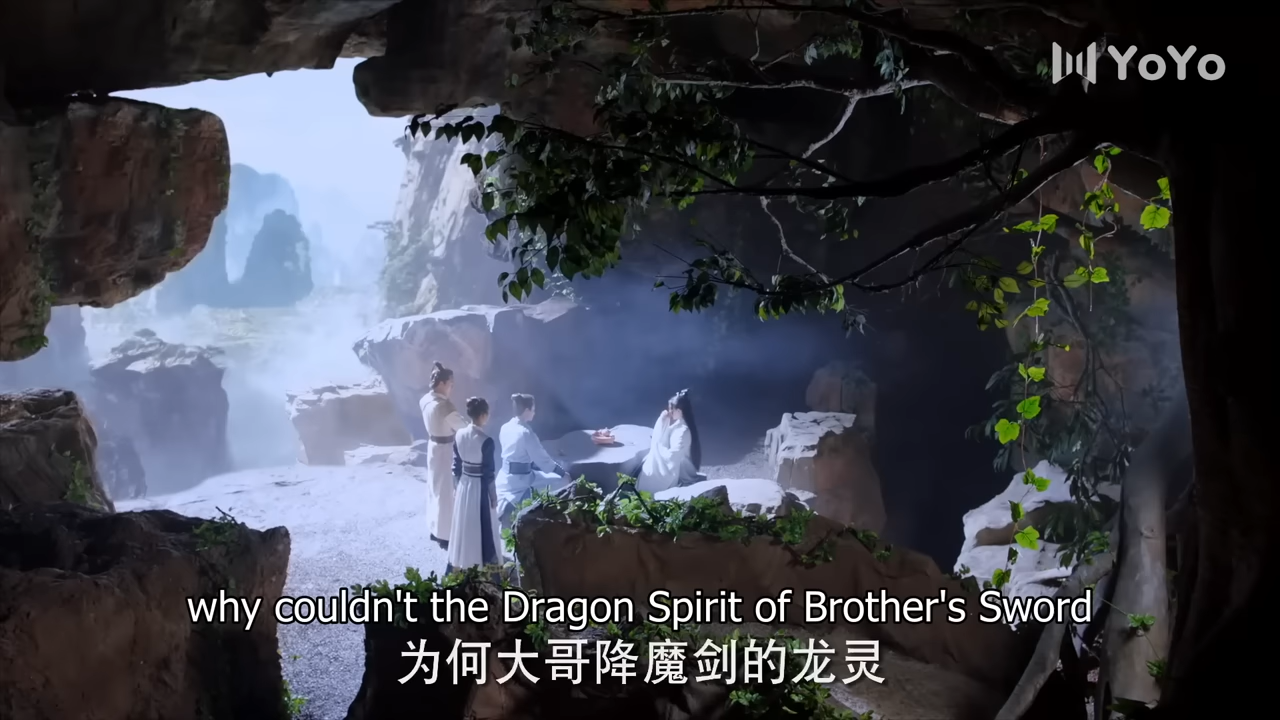 YoYo
why couldn't the Dragon Spirit of Brother's Sword
为何大哥降魔剑的龙灵